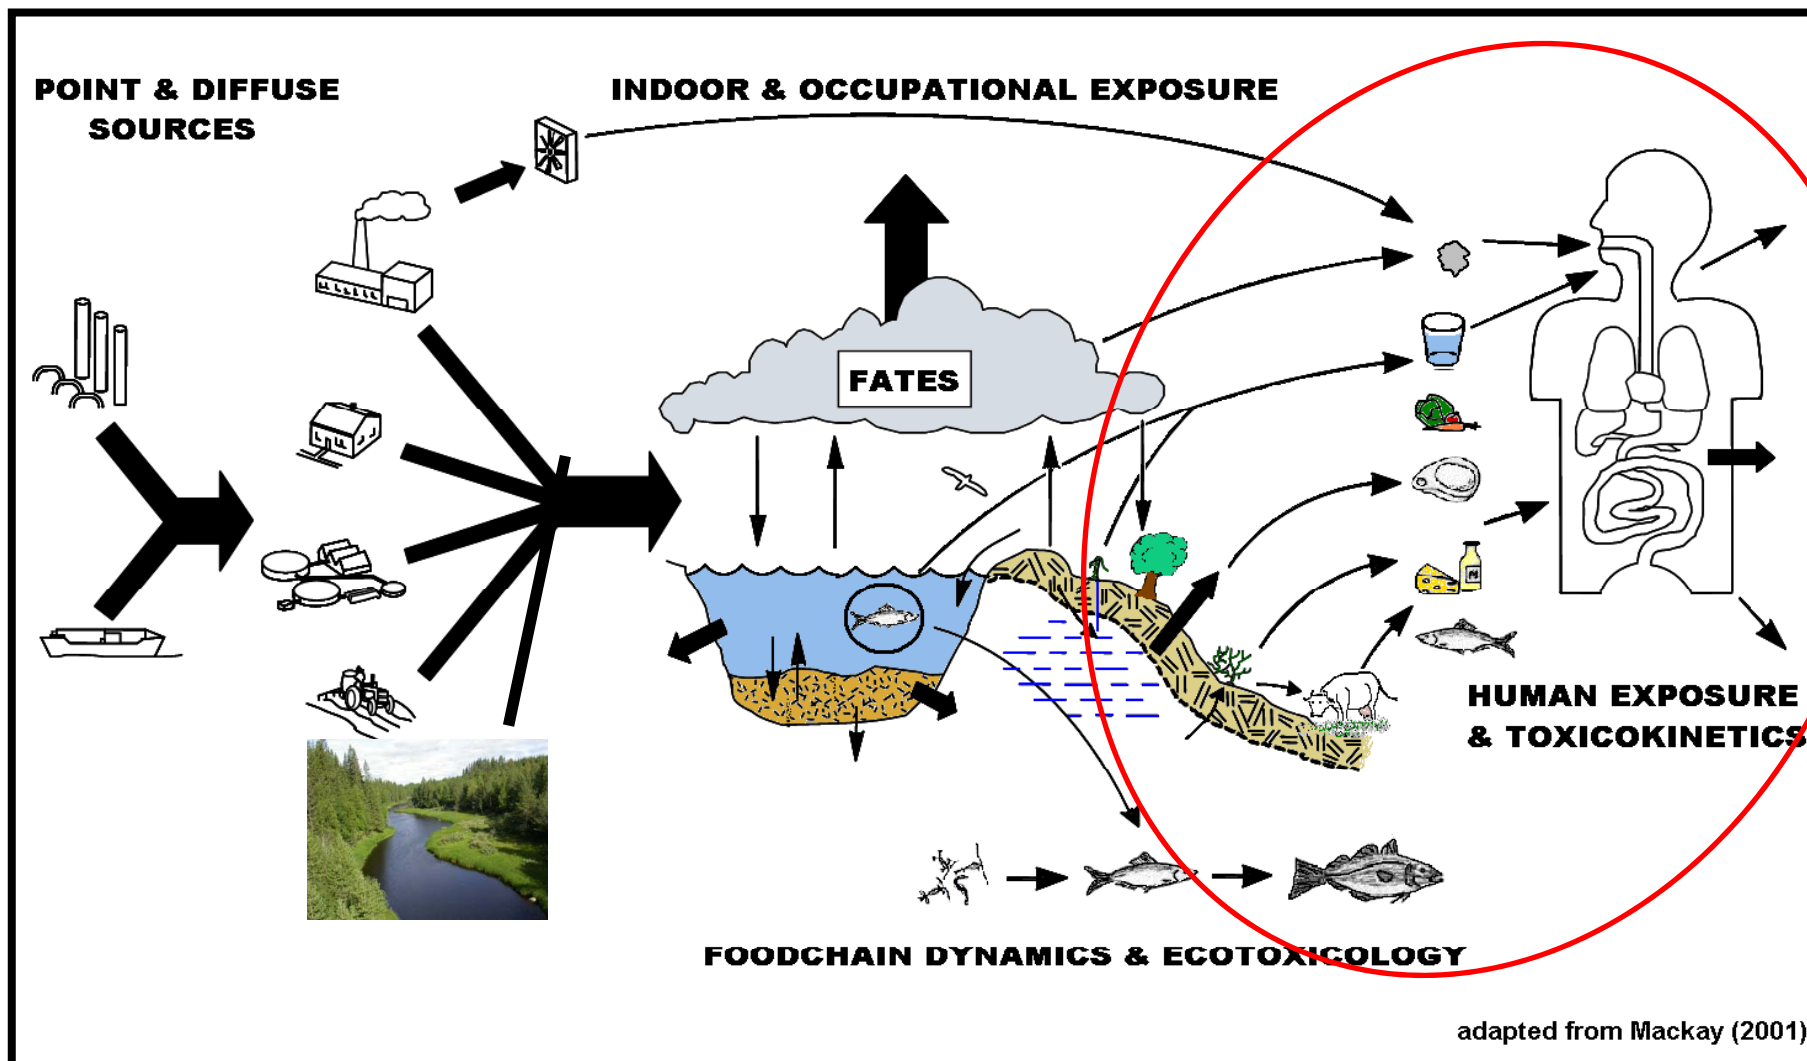 POINT & DIFFUSE
SOURCES
INDOOR & OCCUPATIONAL EXPOSURE
FATES
HUMAN EXPOSURE
& TOXICOKINETICS
FOODCHAIN DYNAMICS & ECOTOXICOLOGY
adapted from Mackay (2001)